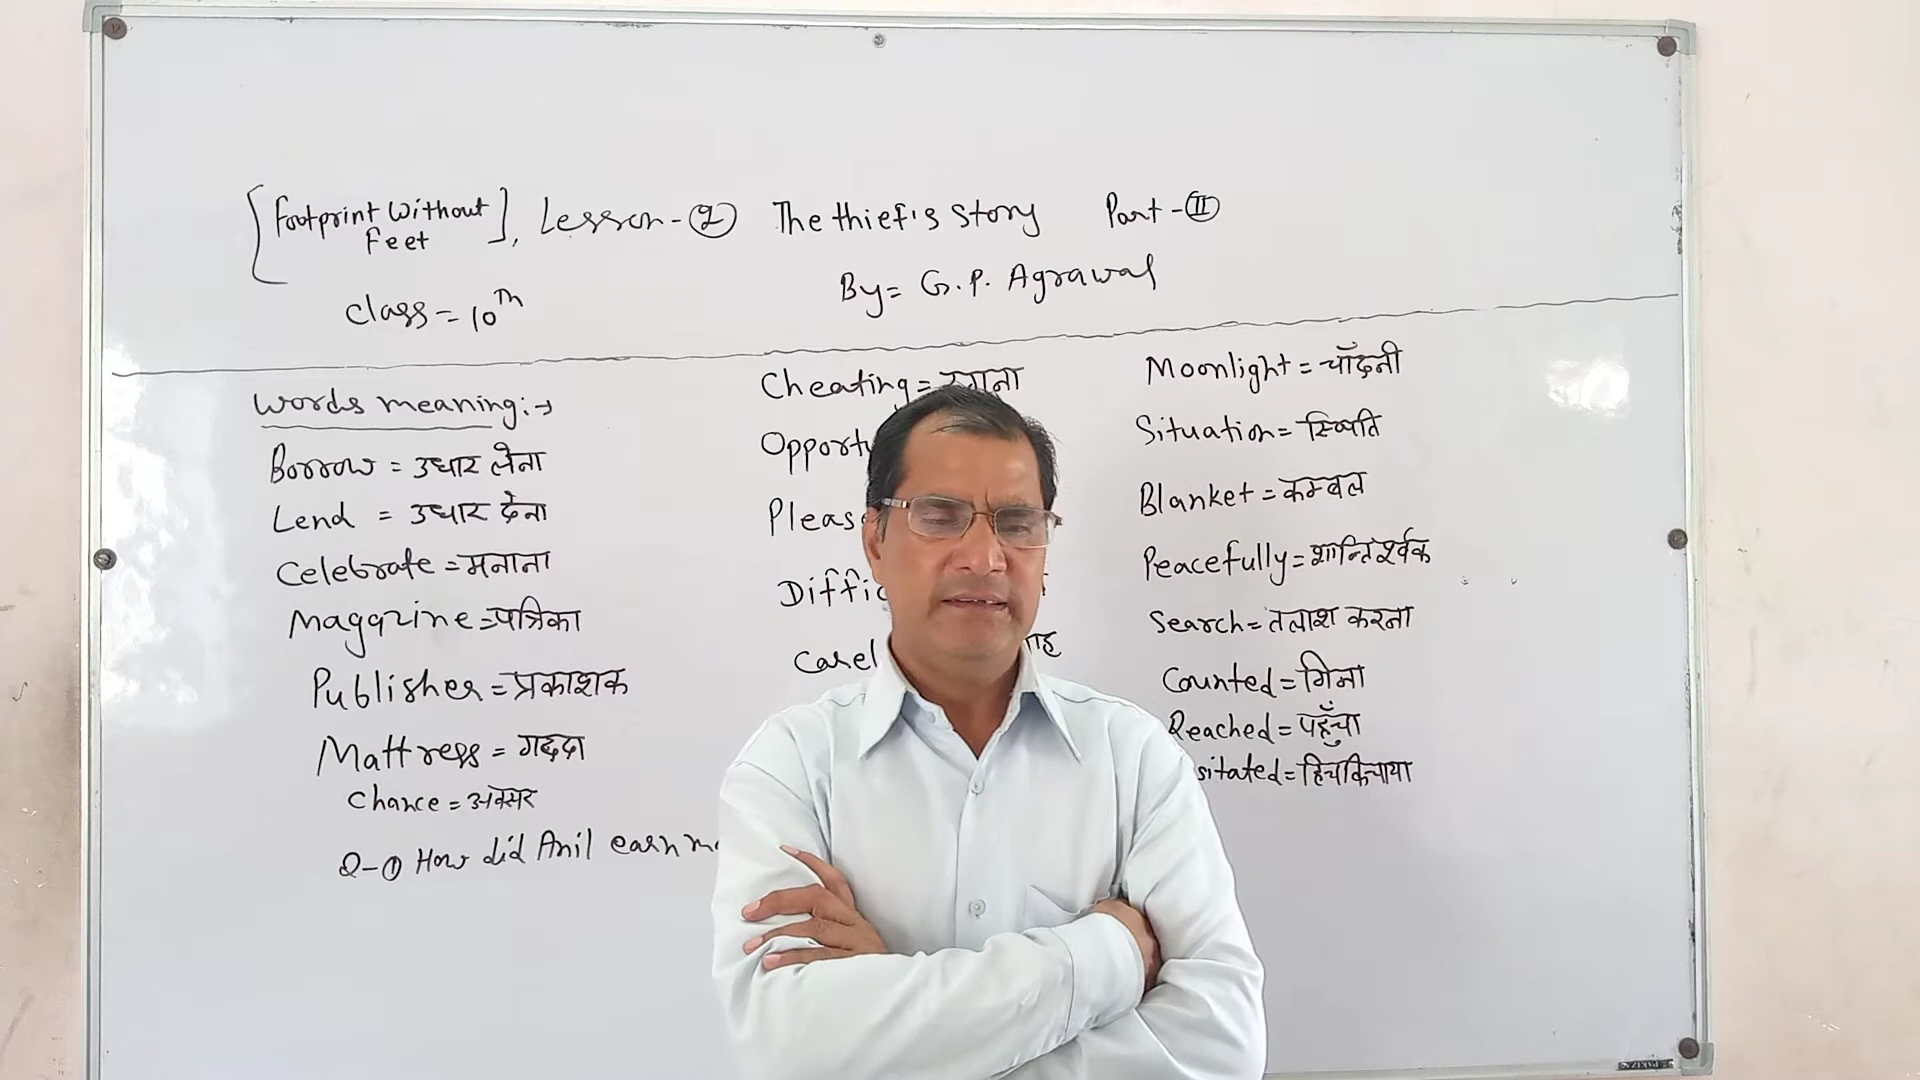 [Footprint Without Feet], Lesson-② The thief's Story Part-Ⅱ
By= G.P. Agrawal
Class=10Th
Words meaning:→
Borrow = उधार लेना
Lend = उधार देना
Celebrate = मनाना
Magazine=पत्रिका
Publisher=प्रकाशक
Mattress = गद्दा
Chance = अवसर
Q-① How did Anil earn
Cheating=
Opportu
Please
Diffic
Carel
Moonlight = चाँदनी
Situation = स्थिति
Blanket = कम्बल
Peacefully=शान्तिपूर्वक
Search= तलाश करना
Counted = गिना
Reached= पहुँचा
sitated= हिचकिचाया